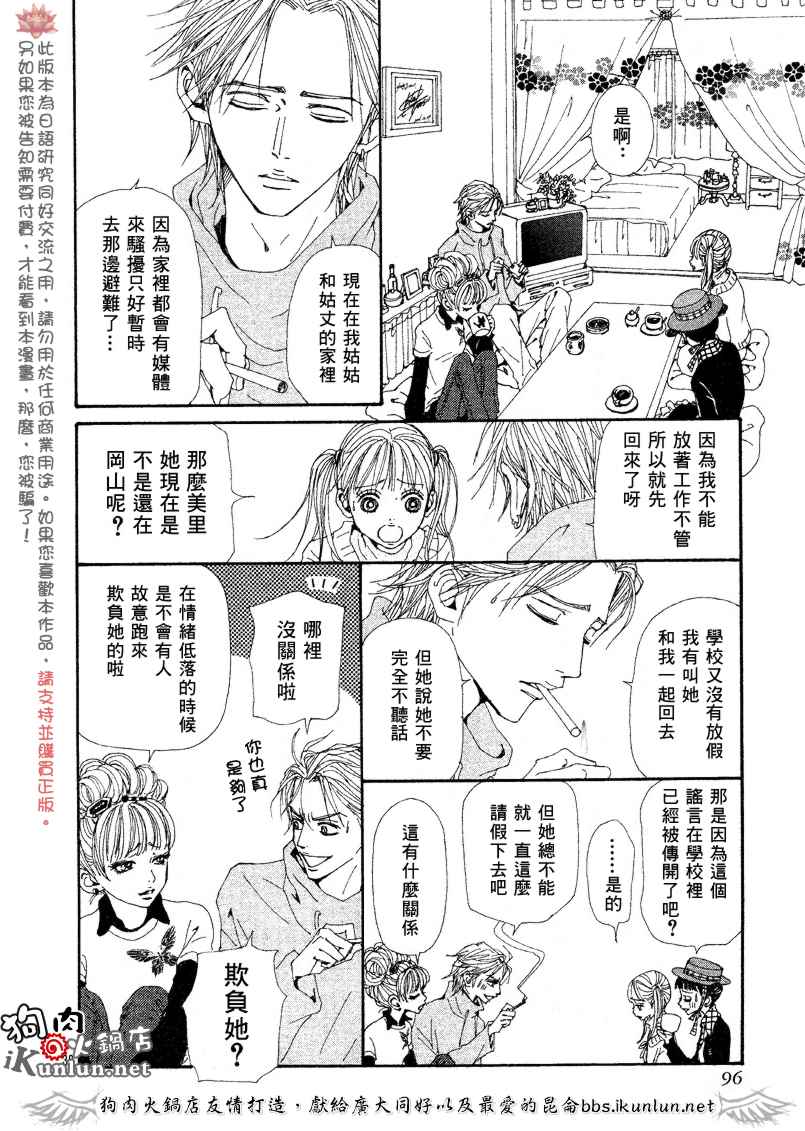 是啊…
現在在我姑姑
和姑丈的家裡
因為家裡都會有媒體
來騷擾只好暫時
去那邊避難了…
因為我不能
放著工作不管
所以就先
回來了呀
那麼美里
她現在是
不是還在
岡山呢？
學校又沒有放假
我有叫她
和我一起回去
但她說她不要
完全不聽話
哪裡
沒關係啦
在情緒低落的時候
是不會有人
故意跑來
欺負她的啦
你也真
是夠了
欺負她？
那是因為這個
謠言在學校裡
已經被傳開了吧？
……是的
但她總不能
就一直這麼
請假下去吧
這有什麼關係
96
此版本為日語研究同好交流之用，請勿用於任何商業用途。如果您喜歡本作品，請支持並購買正版。
另如果您被告知需要付費，才能看到本漫畫，那麼，您被騙了！
狗肉火鍋店
iKunlun.net
狗肉火鍋店友情打造，獻給廣大同好以及最愛的昆侖bbs.ikunlun.net